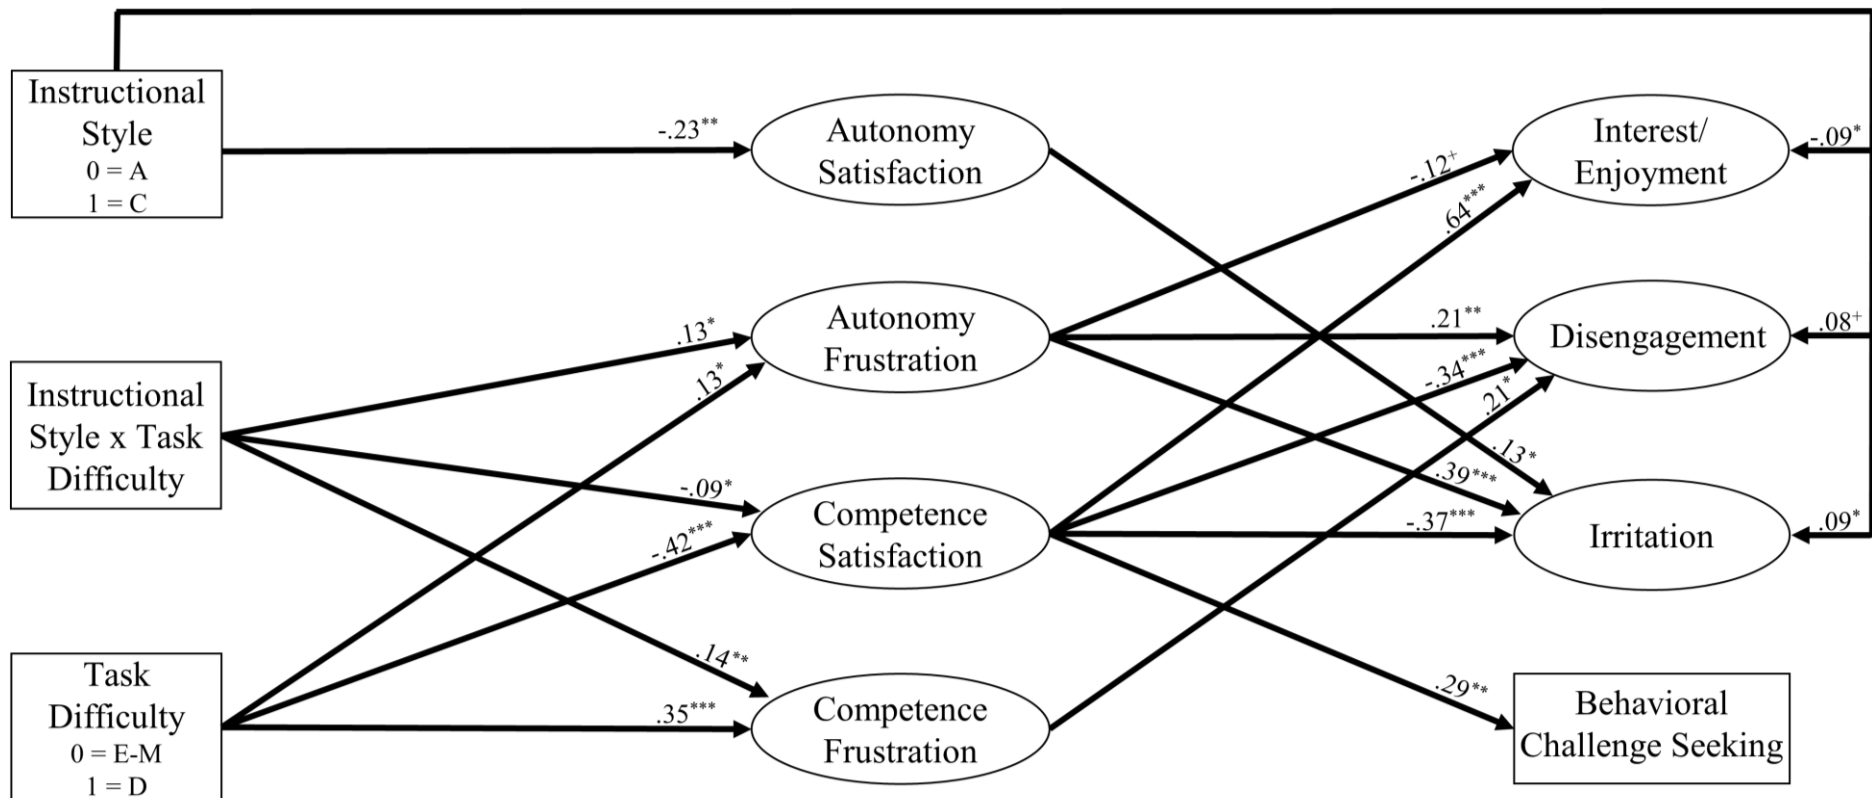 Instructional
Style
0 = A
1 = C
-.23**
Autonomy
Satisfaction
-.12+
.64***
Interest/
Enjoyment
-.09*
Instructional
Style x Task
Difficulty
.13*
.13*
Autonomy
Frustration
.21**
-.34***
.21*
Disengagement
.08+
-.09*
-.42***
Competence
Satisfaction
.13*
.39***
-.37***
Irritation
.09*
Task
Difficulty
0 = E-M
1 = D
.14**
.35***
Competence
Frustration
.29**
Behavioral
Challenge Seeking